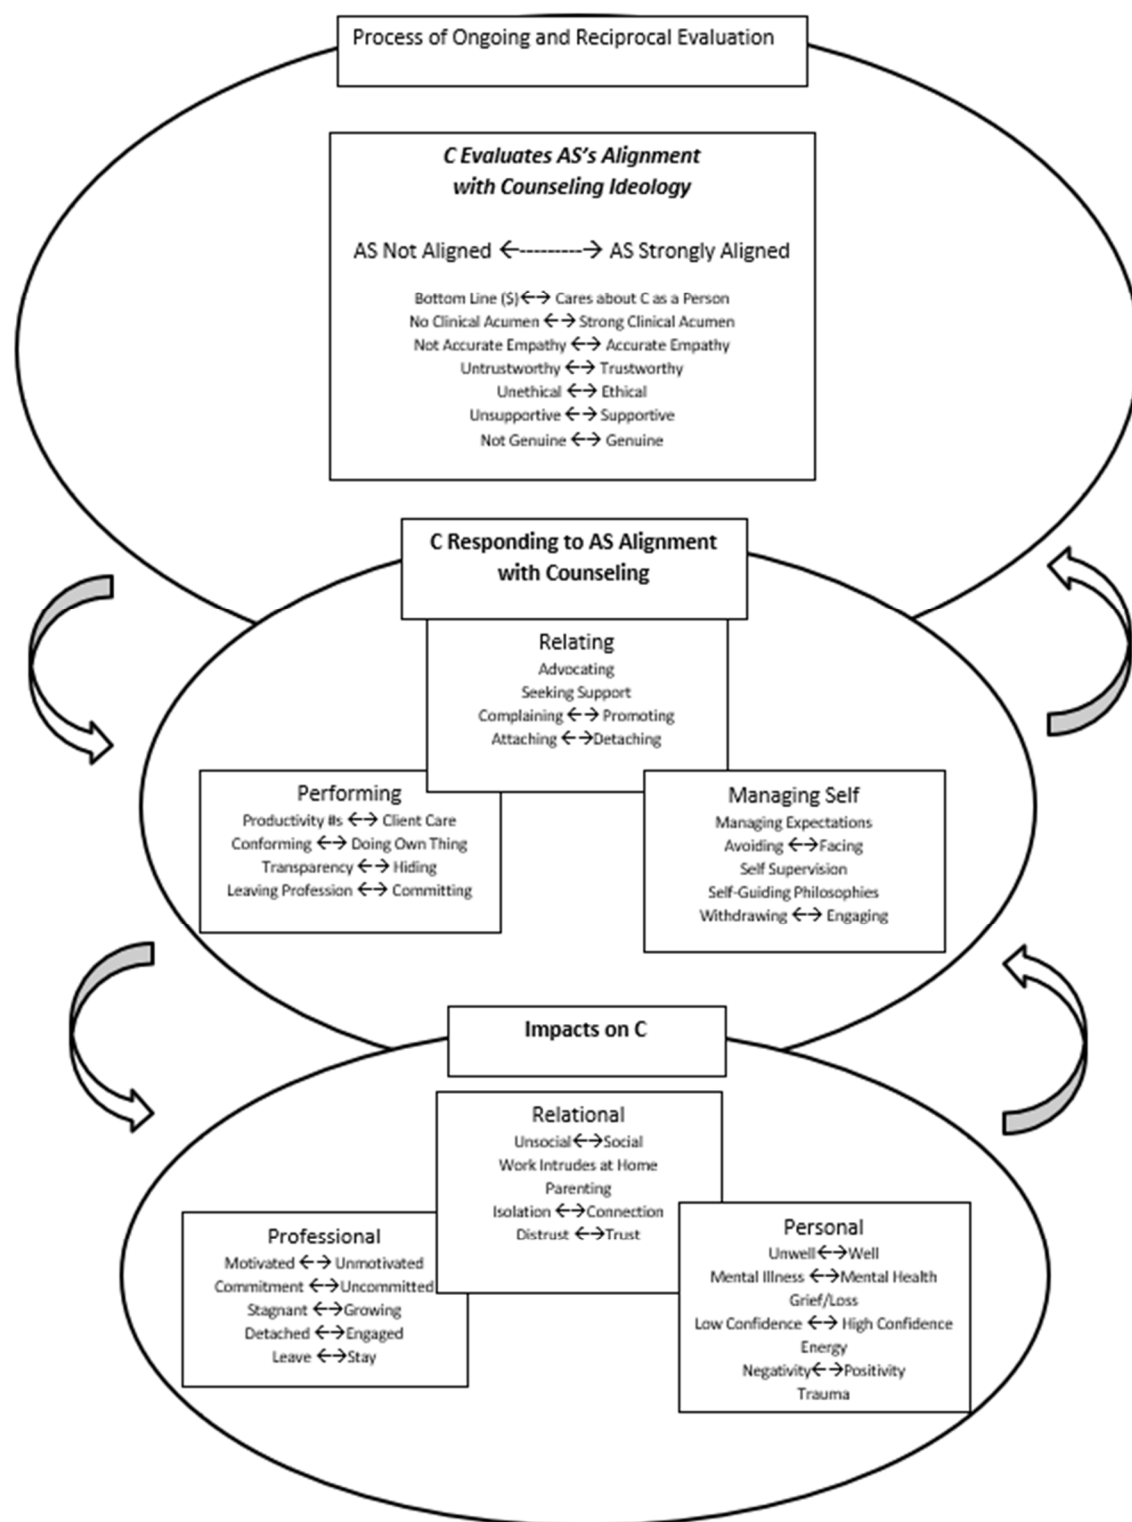 Process of Ongoing and Reciprocal Evaluation
C Evaluates AS's Alignment
with Counseling Ideology
AS Not Aligned ←---------→ AS Strongly Aligned
Bottom Line ($)←→ Cares about C as a Person
No Clinical Acumen ←→ Strong Clinical Acumen
Not Accurate Empathy ←→ Accurate Empathy
Untrustworthy ←→ Trustworthy
Unethical ←→ Ethical
Unsupportive ←→ Supportive
Not Genuine ←→ Genuine
C Responding to AS Alignment
with Counseling
Relating
Advocating
Seeking Support
Complaining ←→ Promoting
Attaching ←→Detaching
Performing
Productivity #s ←→ Client Care
Conforming ←→ Doing Own Thing
Transparency ←→ Hiding
Leaving Profession ←→ Committing
Managing Self
Managing Expectations
Avoiding ←→Facing
Self Supervision
Self-Guiding Philosophies
Withdrawing ←→ Engaging
Impacts on C
Relational
Unsocial←→Social
Work Intrudes at Home
Parenting
Isolation ←→Connection
Distrust ←→Trust
Professional
Motivated ←→ Unmotivated
Commitment ←→Uncommitted
Stagnant ←→Growing
Detached ←→Engaged
Leave ←→Stay
Personal
Unwell←→Well
Mental Illness ←→Mental Health
Grief/Loss
Low Confidence ←→ High Confidence
Energy
Negativity←→Positivity
Trauma